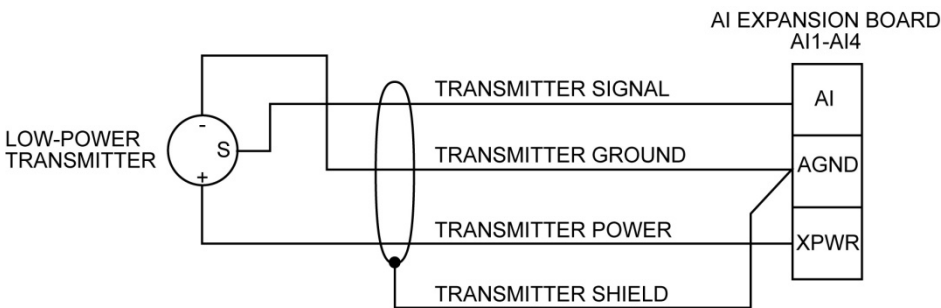 AI EXPANSION BOARD
AI1-AI4
TRANSMITTER SIGNAL
AI
-
LOW-POWER
TRANSMITTER
S
TRANSMITTER GROUND
AGND
+
TRANSMITTER POWER
XPWR
TRANSMITTER SHIELD